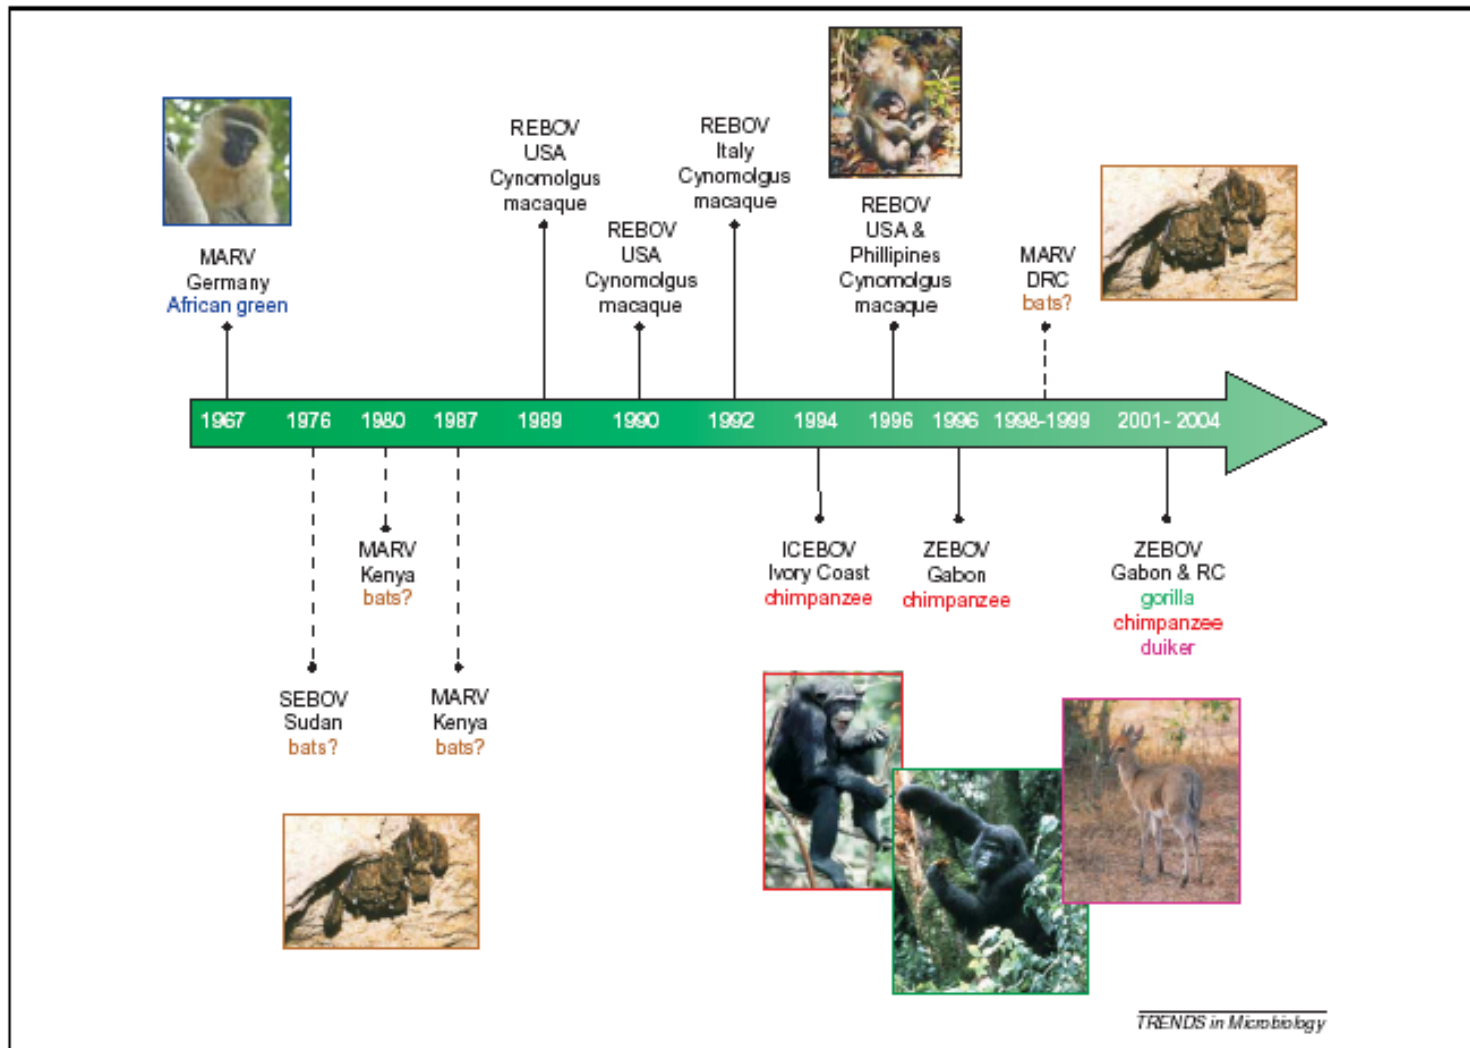 MARV
Germany
African green
REBOV
USA
Cynomolgus
macaque
REBOV
USA
Cynomolgus
macaque
REBOV
Italy
Cynomolgus
macaque
REBOV
USA &
Phillipines
Cynomolgus
macaque
MARV
DRC
bats?
1967 1976 1980 1987 1989 1990 1992 1994 1996 1996 1998-1999 2001- 2004
SEBOV
Sudan
bats?
MARV
Kenya
bats?
MARV
Kenya
bats?
ICEBOV
Ivory Coast
chimpanzee
ZEBOV
Gabon
chimpanzee
ZEBOV
Gabon & RC
gorilla
chimpanzee
duiker
TRENDS in Microbiology